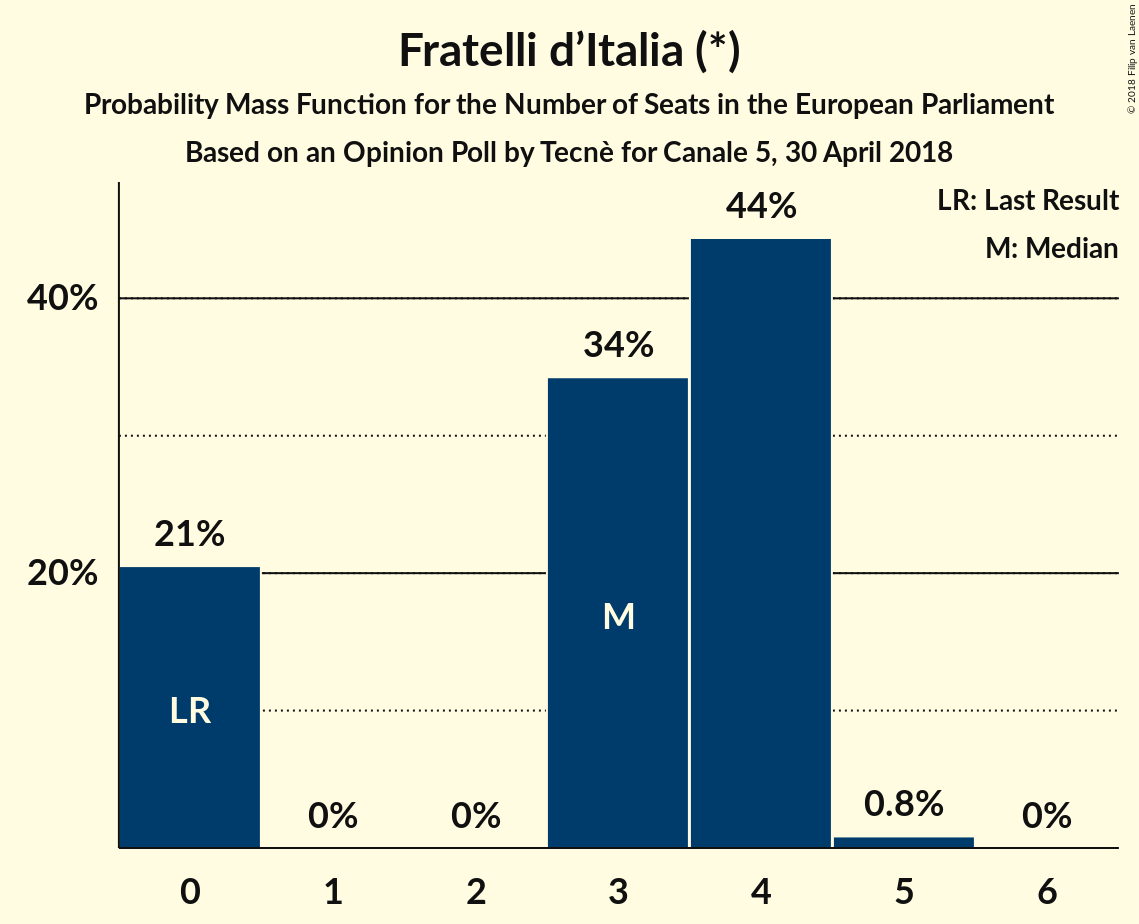 Fratelli d’Italia (*)
Probability Mass Function for the Number of Seats in the European Parliament
Based on an Opinion Poll by Tecnè for Canale 5, 30 April 2018
© 2018 Filip van Laenen
LR: Last Result
M: Median
44%
40%
34%
21%
20%
M
LR
0%
0%
0.8%
0%
0
1
2
3
4
5
6